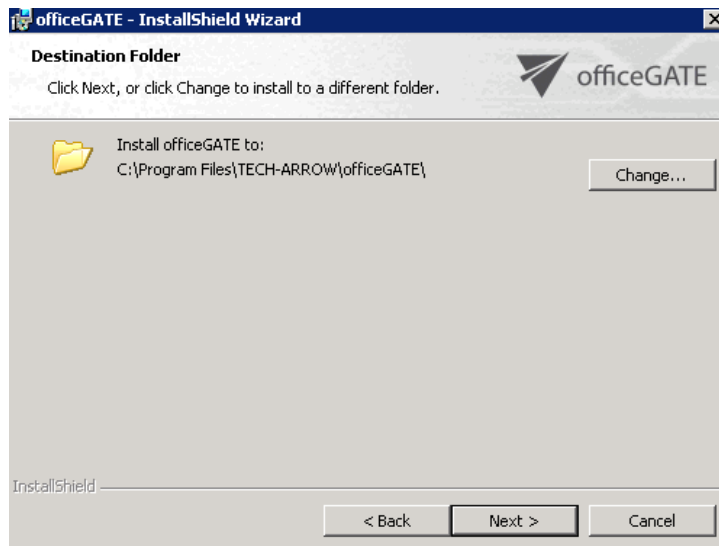 officeGATE - InstallShield Wizard
Destination Folder
Click Next, or click Change to install to a different folder.
officeGATE
Install officeGATE to:
C:\Program Files\TECH-ARROW\officeGATE\
Change...
InstallShield
< Back
Next >
Cancel